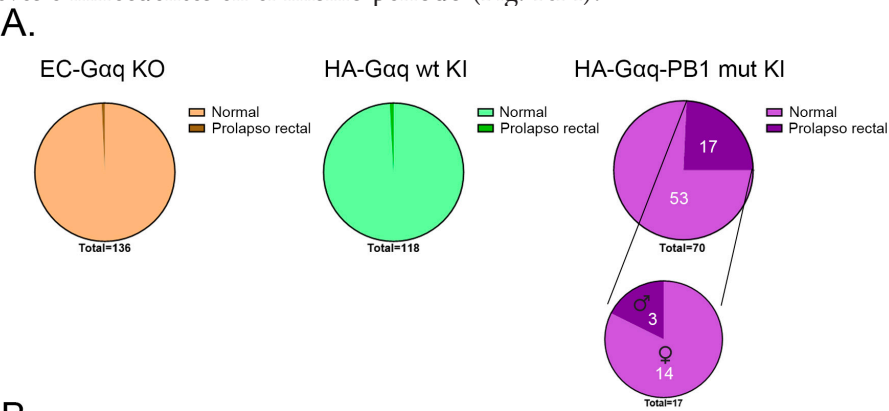 A.
EC-Gαq KO
Normal
Prolapso rectal
Total=136
HA-Gαq wt KI
Normal
Prolapso rectal
Total=118
HA-Gαq-PB1 mut KI
Normal
Prolapso rectal
17
53
Total=70
♂
3
♀
14
Total=17